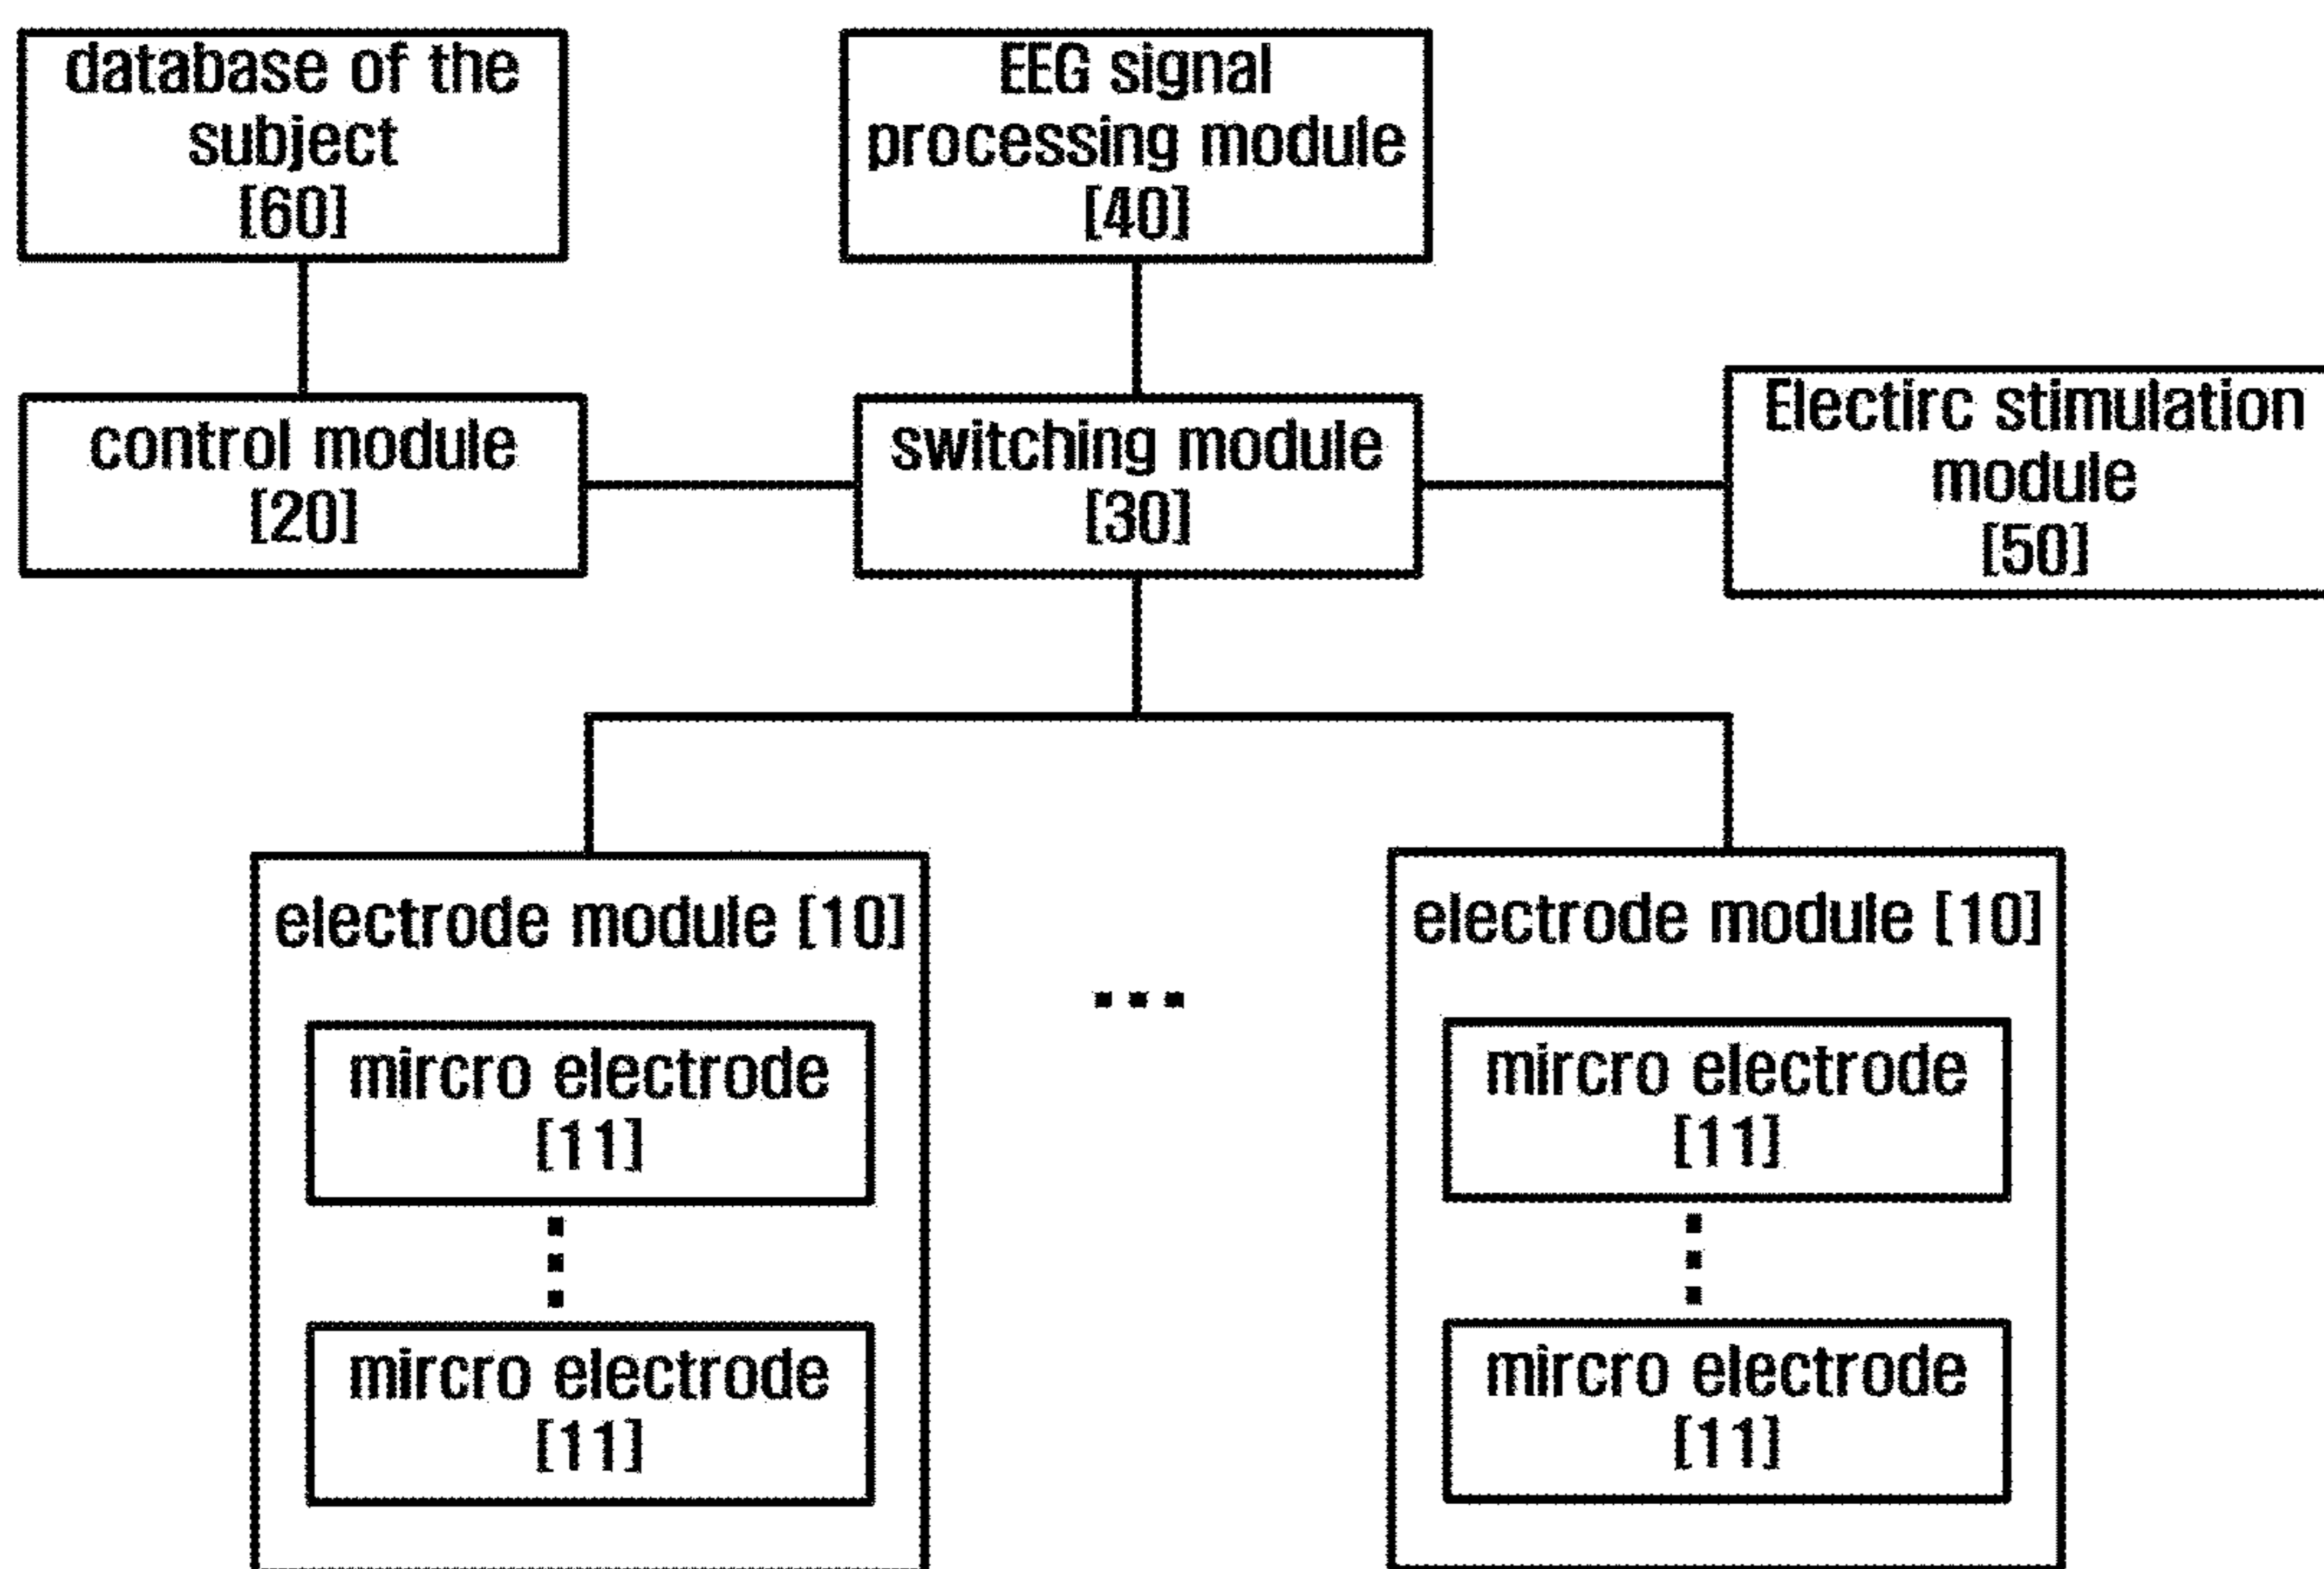 database of the
subject
[60]
EEG signal
processing module
[40]
control module
[20]
switching module
[30]
Electirc stimulation
module
[50]
electrode module [10]
mircro electrode
[11]
mircro electrode
[11]
...
electrode module [10]
mircro electrode
[11]
mircro electrode
[11]